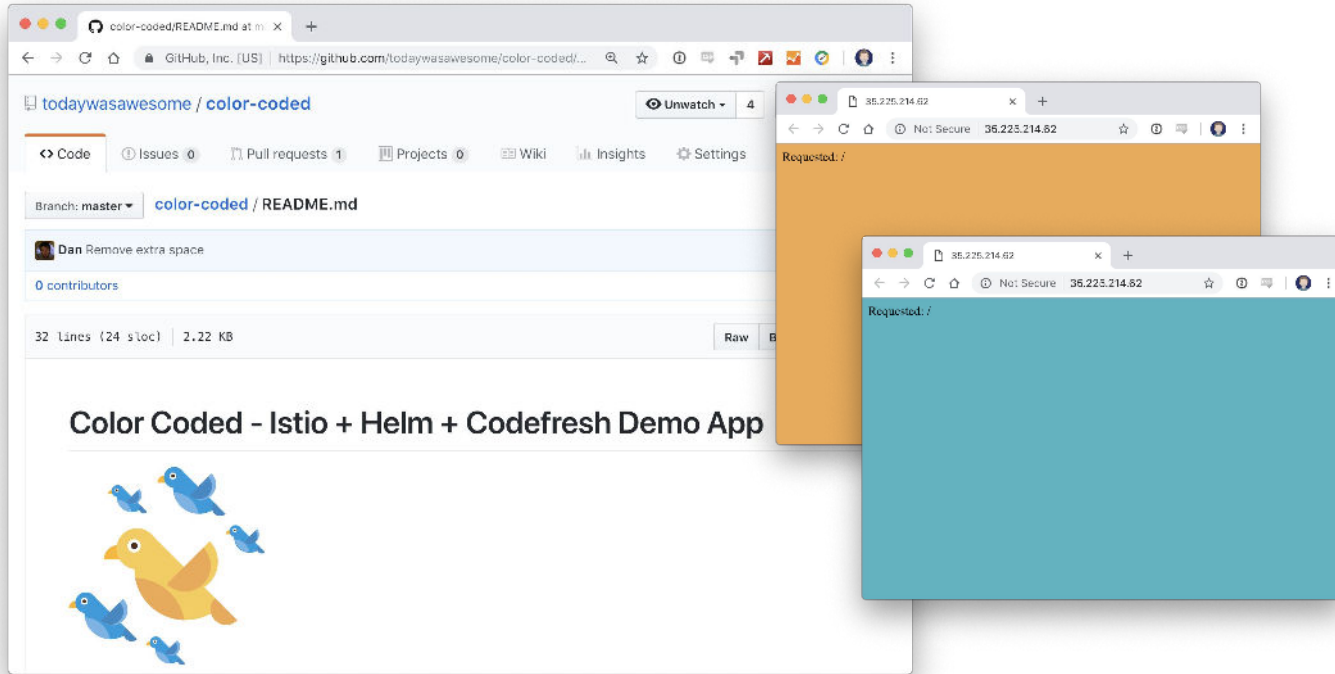 color-coded/README.md at m
GitHub, Inc. [US] | https://github.com/todaywasawesome/color-coded/...
todaywasawesome / color-coded
Unwatch 4
Code Issues 0 Pull requests 1 Projects 0 Wiki Insights Settings
Branch: master color-coded / README.md
Dan Remove extra space
0 contributors
32 lines (24 sloc) 2.22 KB
Raw B
Color Coded - Istio + Helm + Codefresh Demo App
35.225.214.62
Not Secure 35.225.214.62
Requested: /
35.225.214.62
Not Secure 35.225.214.62
Requested: /